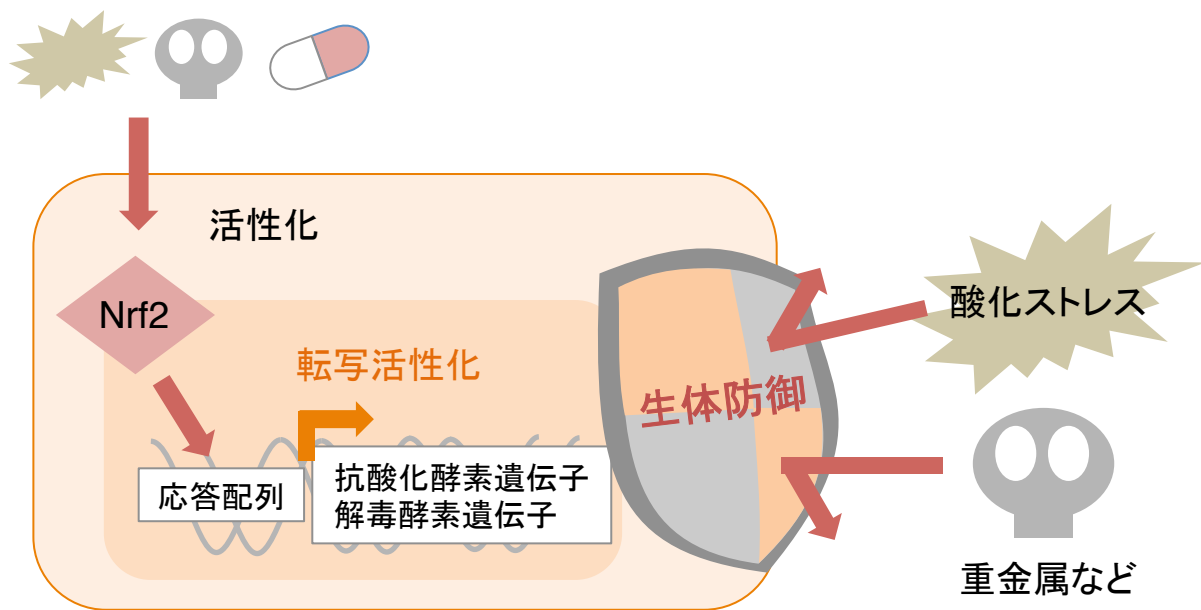 活性化
Nrf2
転写活性化
応答配列
抗酸化酵素遺伝子
解毒酵素遺伝子
生体防御
酸化ストレス
重金属など